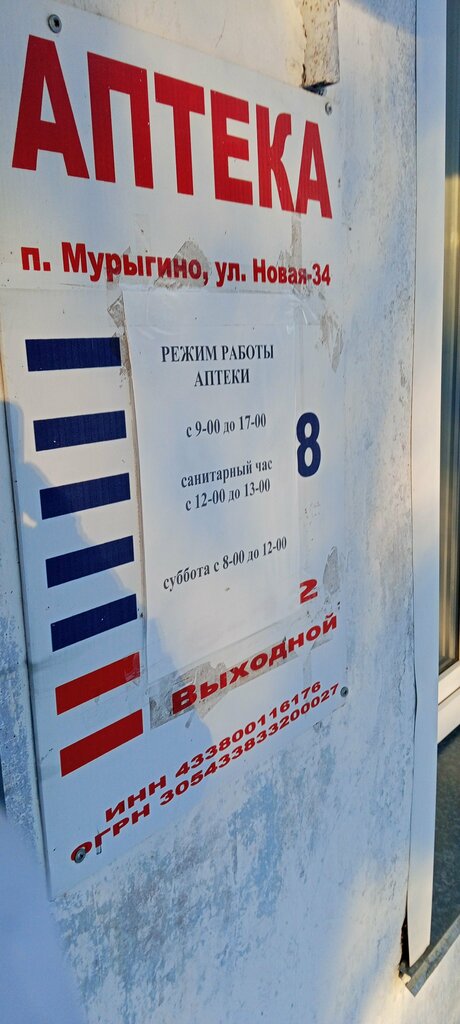 АПТЕКА
п. Мурыгино, ул. Новая-34
РЕЖИМ РАБОТЫ
АПТЕКИ
с 9-00 до 17-00
8
санитарный час
с 12-00 до 13-00
суббота с 8-00 до 12-00
2
Выходной
ИНН 433800116176
ОГРН 305433833200027